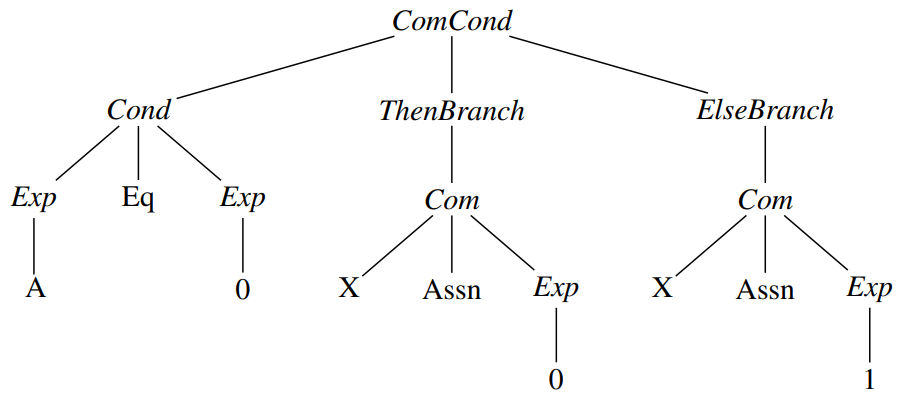 ComCond
Cond ThenBranch ElseBranch
Exp Eq Exp Com Com
A 0 X Assn Exp X Assn Exp
0 1